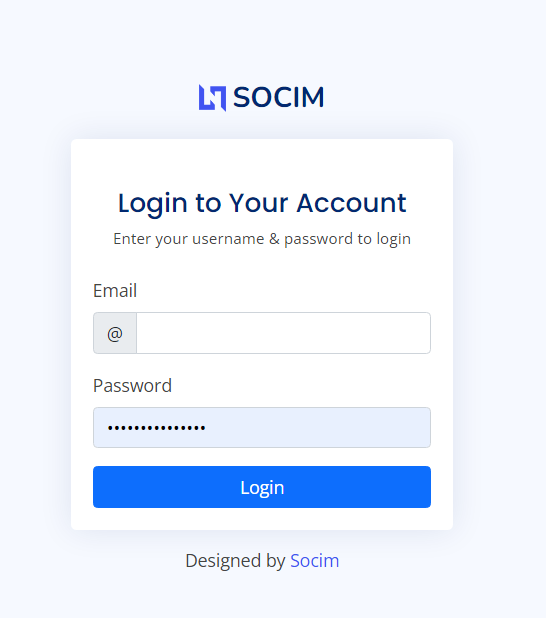 SOCIM
Login to Your Account
Enter your username & password to login
Email
@
Password
•••••••••••••••
Login
Designed by Socim